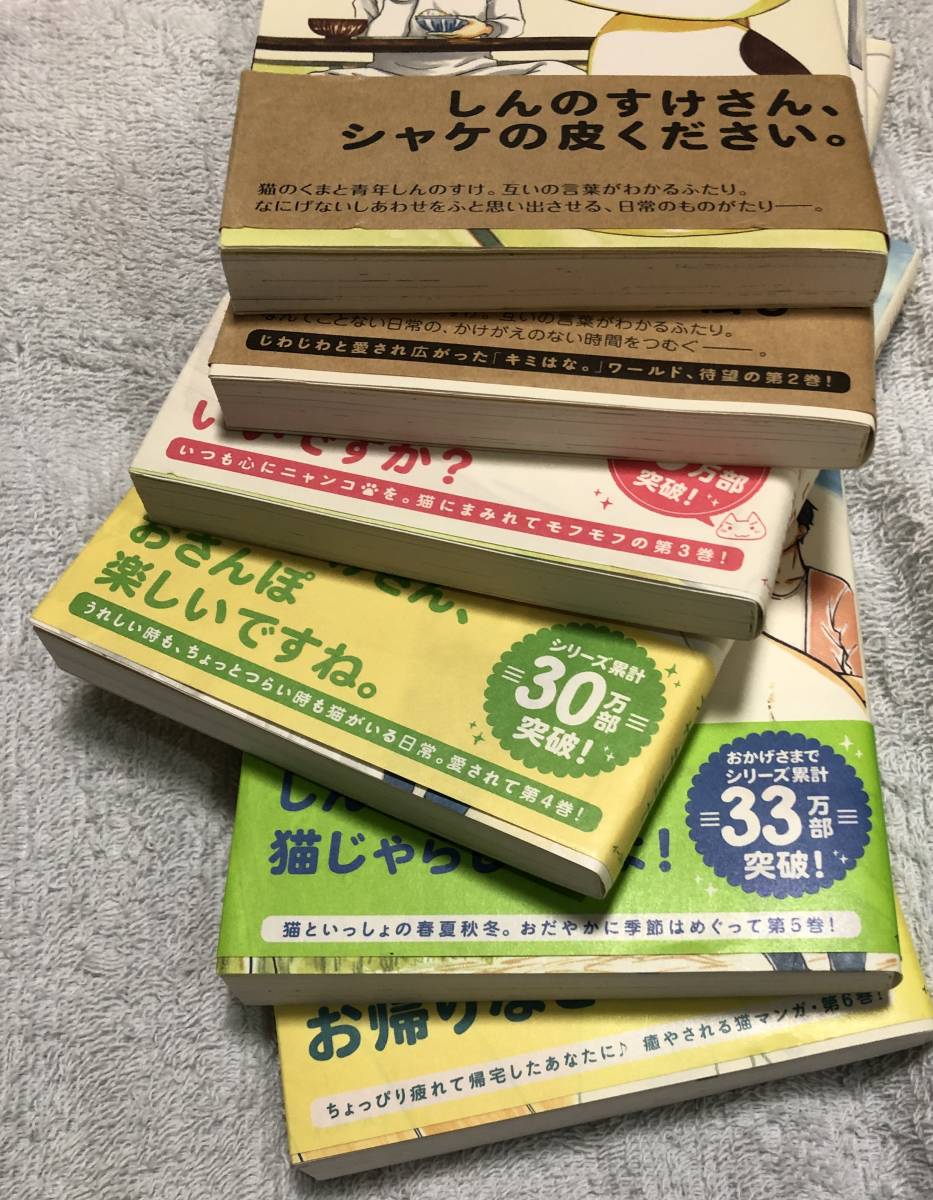 しんのすけさん、
シャケの皮ください。
猫のくまと青年しんのすけ。互いの言葉がわかるふたり。
なにげないしあわせをふと思い出させる、日常のものがたり――。
互いの言葉がわかるふたり。
なんてことない日常の、かけがえのない時間をつむぐ――。
じわじわと愛され広がった「キミはな。」ワールド、待望の第2巻!
いいですか?
万部
突破!
いつも心にニャンコを。猫にまみれてモフモフの第3巻!
さん、
おさんぽ
楽しいですね。
うれしい時も、ちょっとつらい時も猫がいる日常。愛されて第4巻!
シリーズ累計
30万部
突破!
しん
猫じゃらし
!
おかげさまで
シリーズ累計
33万部
突破!
猫といっしょの春夏秋冬。おだやかに季節はめぐって第5巻!
お帰りなさ
ちょっぴり疲れて帰宅したあなたに♪ 癒やされる猫マンガ・第6巻!